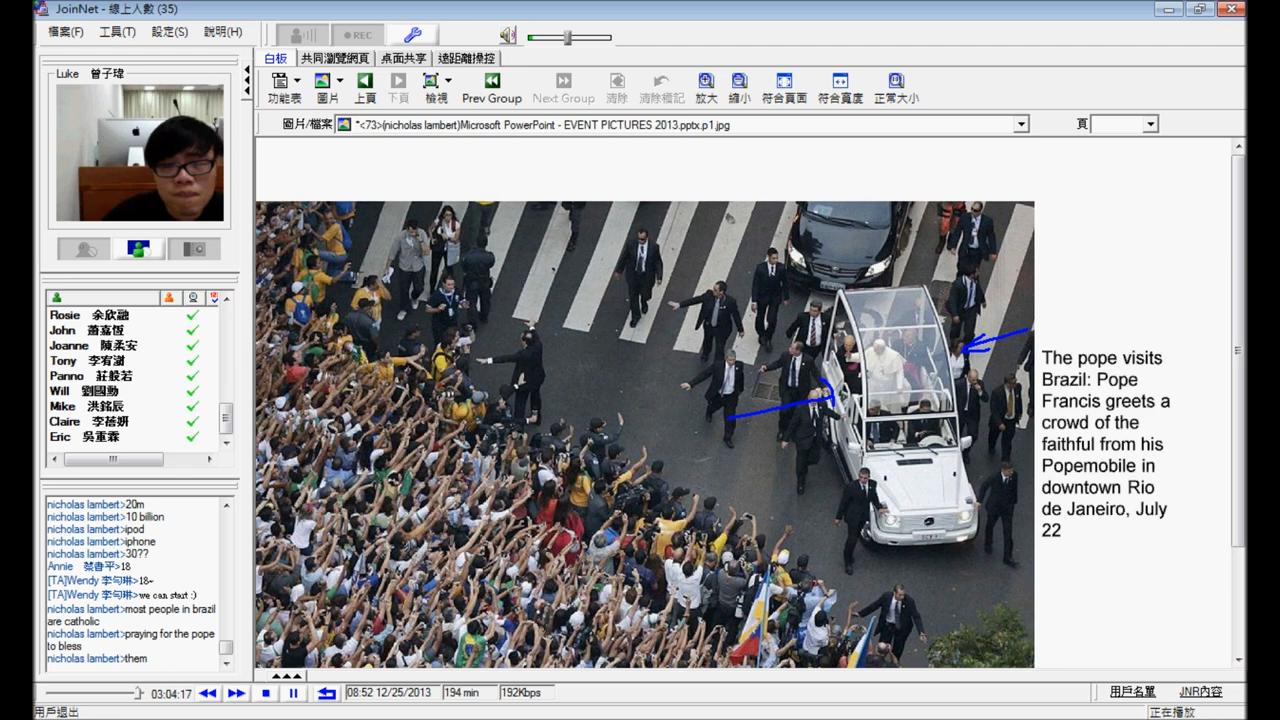 JoinNet - 線上人數 (35)
檔案(F) 工具(T) 設定(S) 說明(H)
REC
白板 共同瀏覽網頁 桌面共享 遠距離操控
功能表 圖片 上頁 下頁 檢視 Prev Group Next Group 清除 清除標記 放大 縮小 符合頁面 符合寬度 正常大小
圖片/檔案 *<73>(nicholas lambert)Microsoft PowerPoint - EVENT PICTURES 2013.pptx.p1.jpg 頁
Luke 曾子瑋
Rosie 余欣融
John 蕭嘉恆
Joanne 陳柔安
Tony 李宥澍
Panno 莊般若
Will 劉國勳
Mike 洪銘辰
Claire 李蓓妍
Eric 吳重霖
nicholas lambert>20m
nicholas lambert>10 billion
nicholas lambert>ipod
nicholas lambert>iphone
nicholas lambert>30??
Annie 蔡書平>18
[TA]Wendy 李句琳>18~
[TA]Wendy 李句琳>we can start :)
nicholas lambert>most people in brazil
are catholic
nicholas lambert>praying for the pope
to bless
nicholas lambert>them
The pope visits
Brazil: Pope
Francis greets a
crowd of the
faithful from his
Popemobile in
downtown Rio
de Janeiro, July
22
03:04:17 08:52 12/25/2013 194 min 192Kbps 用戶名單 JNR內容
用戶退出 正在播放